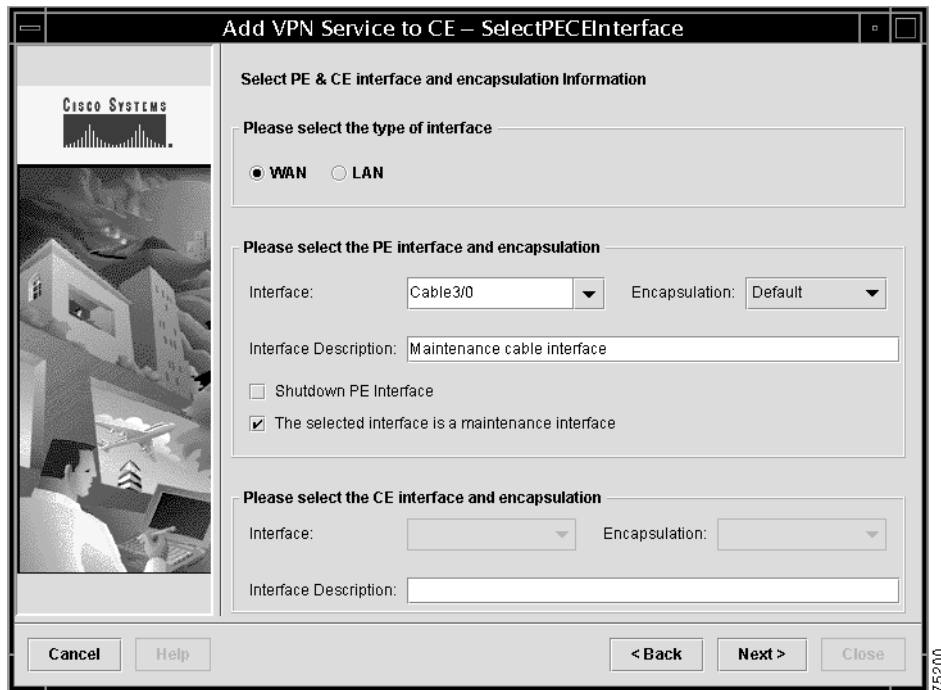 Add VPN Service to CE – SelectPECEInterface
CISCO SYSTEMS
Select PE & CE interface and encapsulation Information
Please select the type of interface
WAN LAN
Please select the PE interface and encapsulation
Interface: Cable3/0 Encapsulation: Default
Interface Description: Maintenance cable interface
Shutdown PE Interface
The selected interface is a maintenance interface
Please select the CE interface and encapsulation
Interface: Encapsulation:
Interface Description:
Cancel Help < Back Next > Close
75200